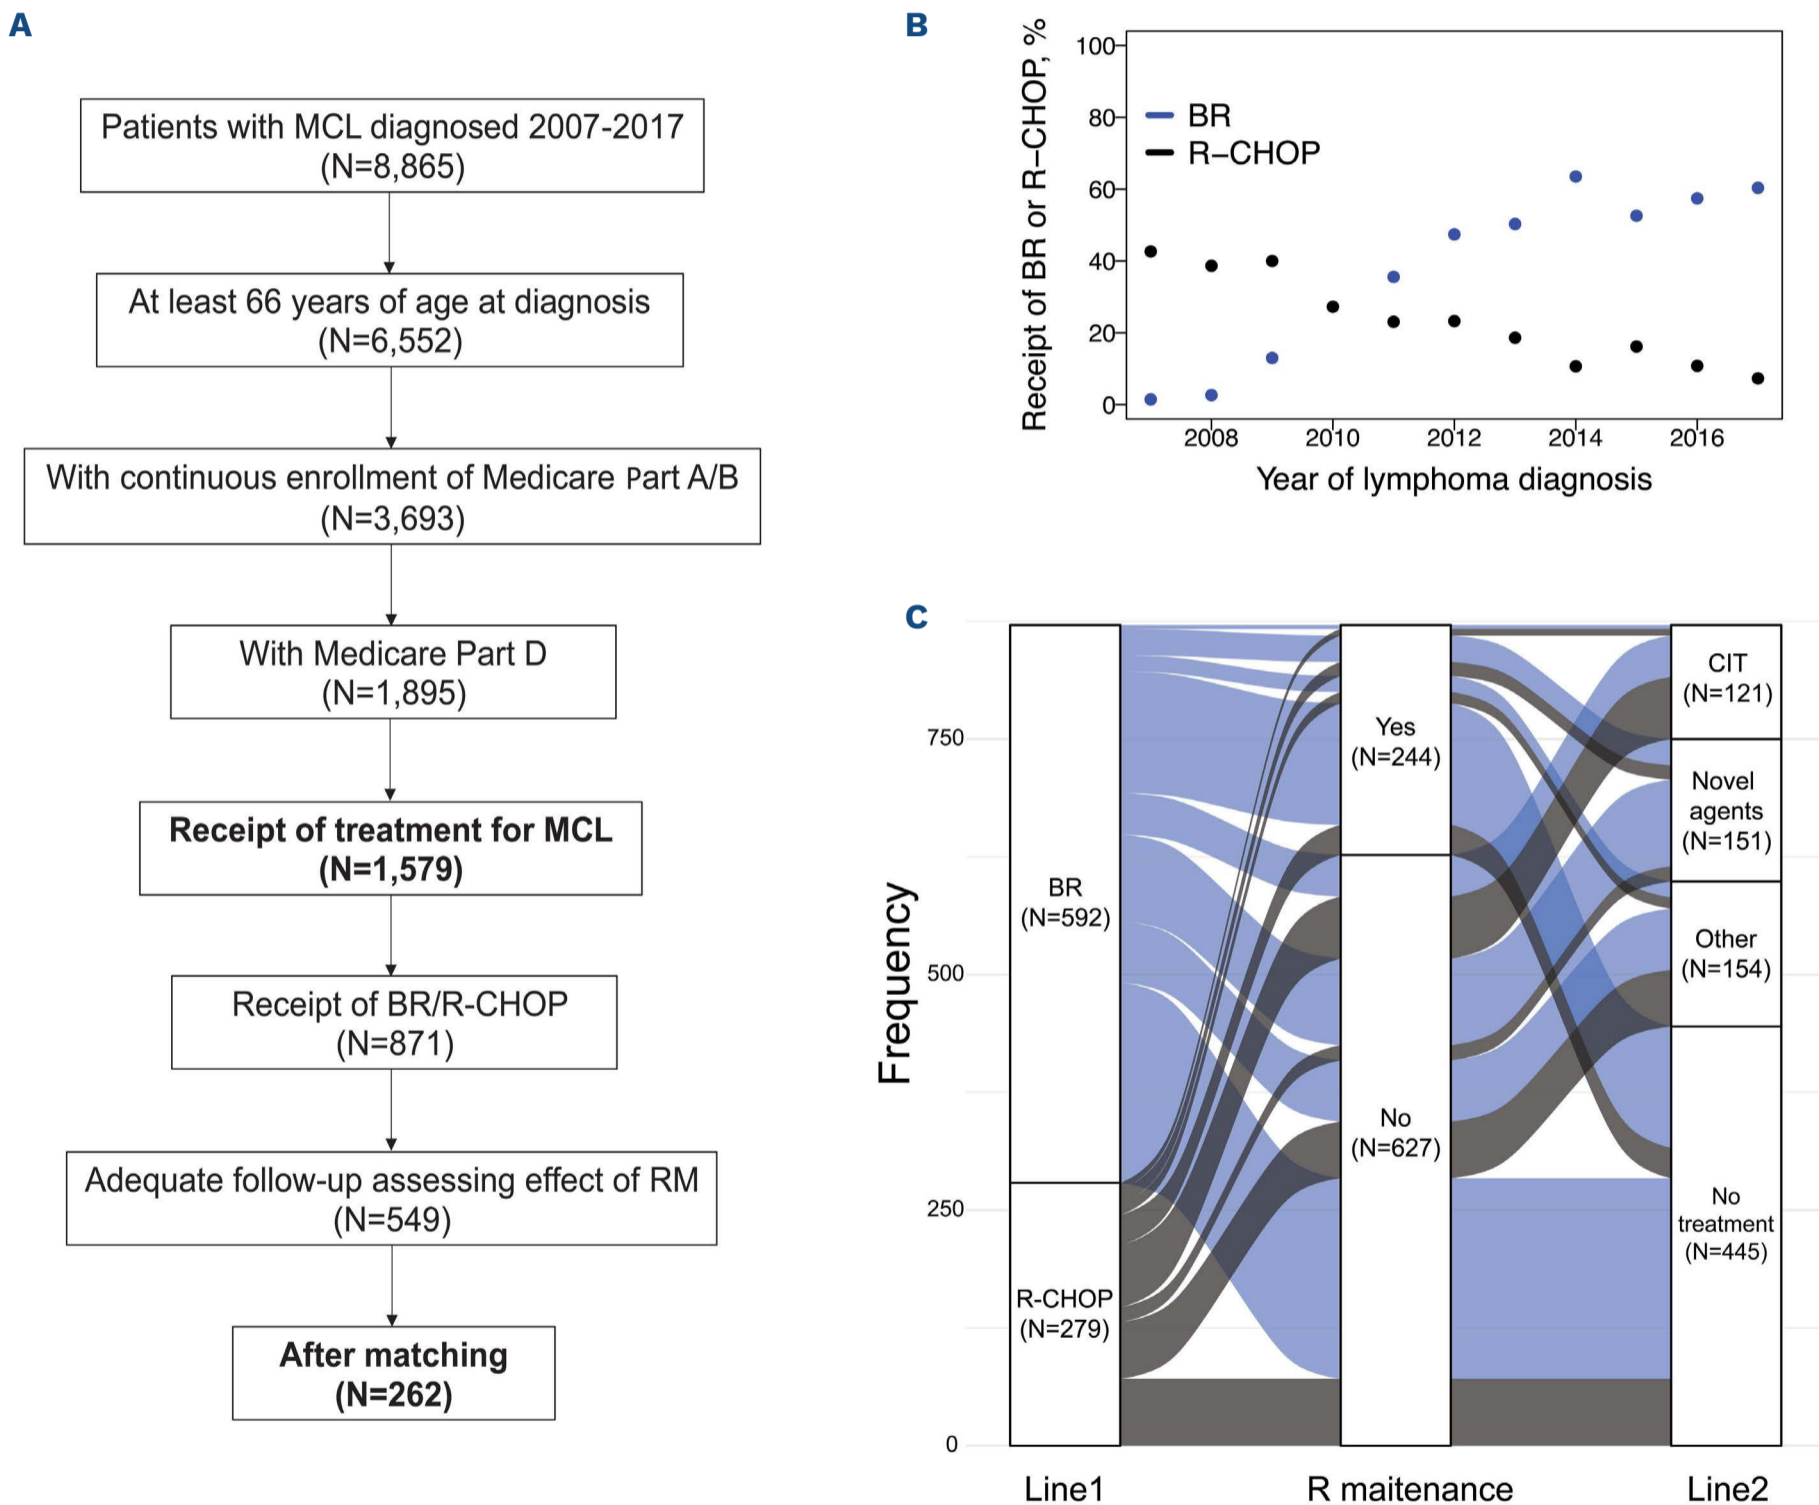 A
Patients with MCL diagnosed 2007-2017
(N=8,865)
At least 66 years of age at diagnosis
(N=6,552)
With continuous enrollment of Medicare Part A/B
(N=3,693)
With Medicare Part D
(N=1,895)
Receipt of treatment for MCL
(N=1,579)
Receipt of BR/R-CHOP
(N=871)
Adequate follow-up assessing effect of RM
(N=549)
After matching
(N=262)
B
Receipt of BR or R–CHOP, %
100
80
60
40
20
0
BR
R–CHOP
2008 2010 2012 2014 2016
Year of lymphoma diagnosis
C
Frequency
750
500
250
0
BR
(N=592)
R-CHOP
(N=279)
Yes
(N=244)
No
(N=627)
CIT
(N=121)
Novel
agents
(N=151)
Other
(N=154)
No
treatment
(N=445)
Line1 R maitenance Line2